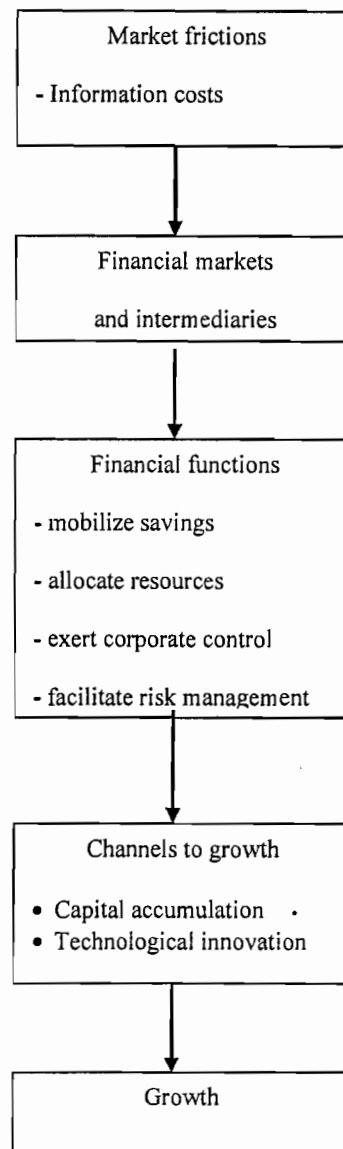 Market frictions
- Information costs
Financial markets
and intermediaries
Financial functions
- mobilize savings
- allocate resources
- exert corporate control
- facilitate risk management
Channels to growth
• Capital accumulation
• Technological innovation
Growth